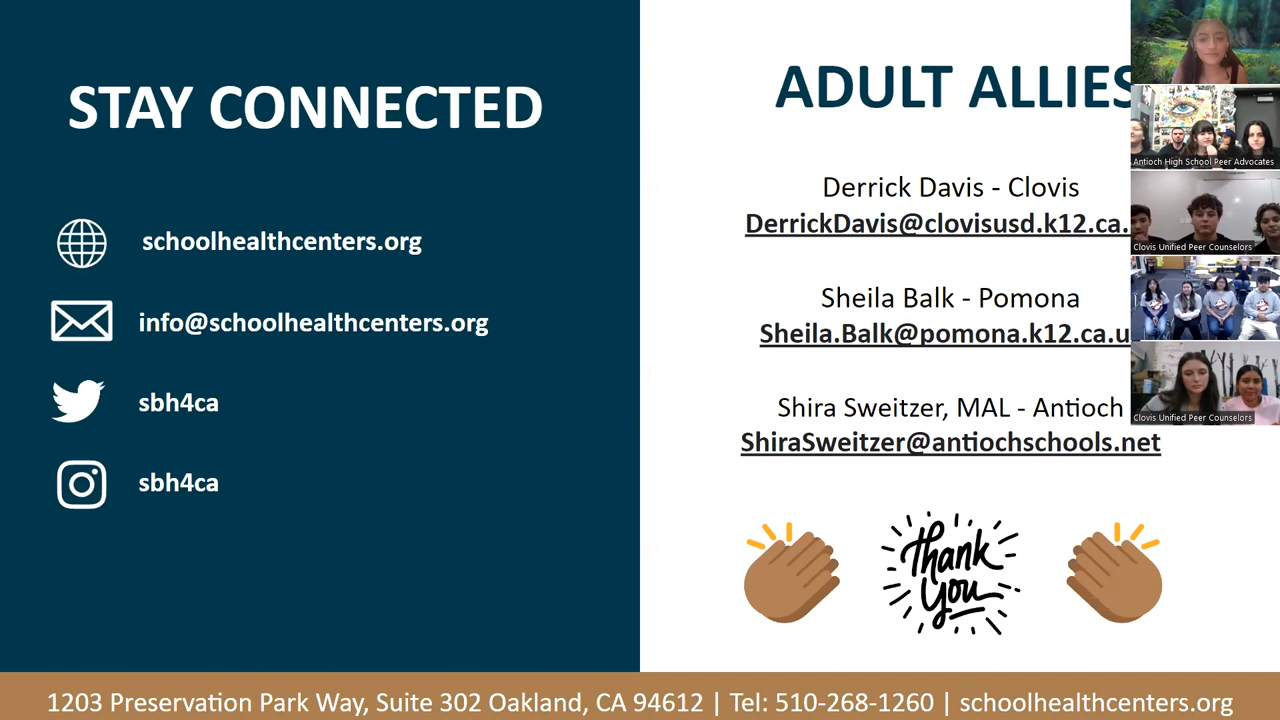 STAY CONNECTED
schoolhealthcenters.org
info@schoolhealthcenters.org
sbh4ca
sbh4ca
ADULT ALLIES
Derrick Davis - Clovis
DerrickDavis@clovisusd.k12.ca.
Sheila Balk - Pomona
Sheila.Balk@pomona.k12.ca.u
Shira Sweitzer, MAL - Antioch
ShiraSweitzer@antiochschools.net
thank
you
Antioch High School Peer Advocates
Clovis Unified Peer Counselors
Clovis Unified Peer Counselors
1203 Preservation Park Way, Suite 302 Oakland, CA 94612 | Tel: 510-268-1260 | schoolhealthcenters.org